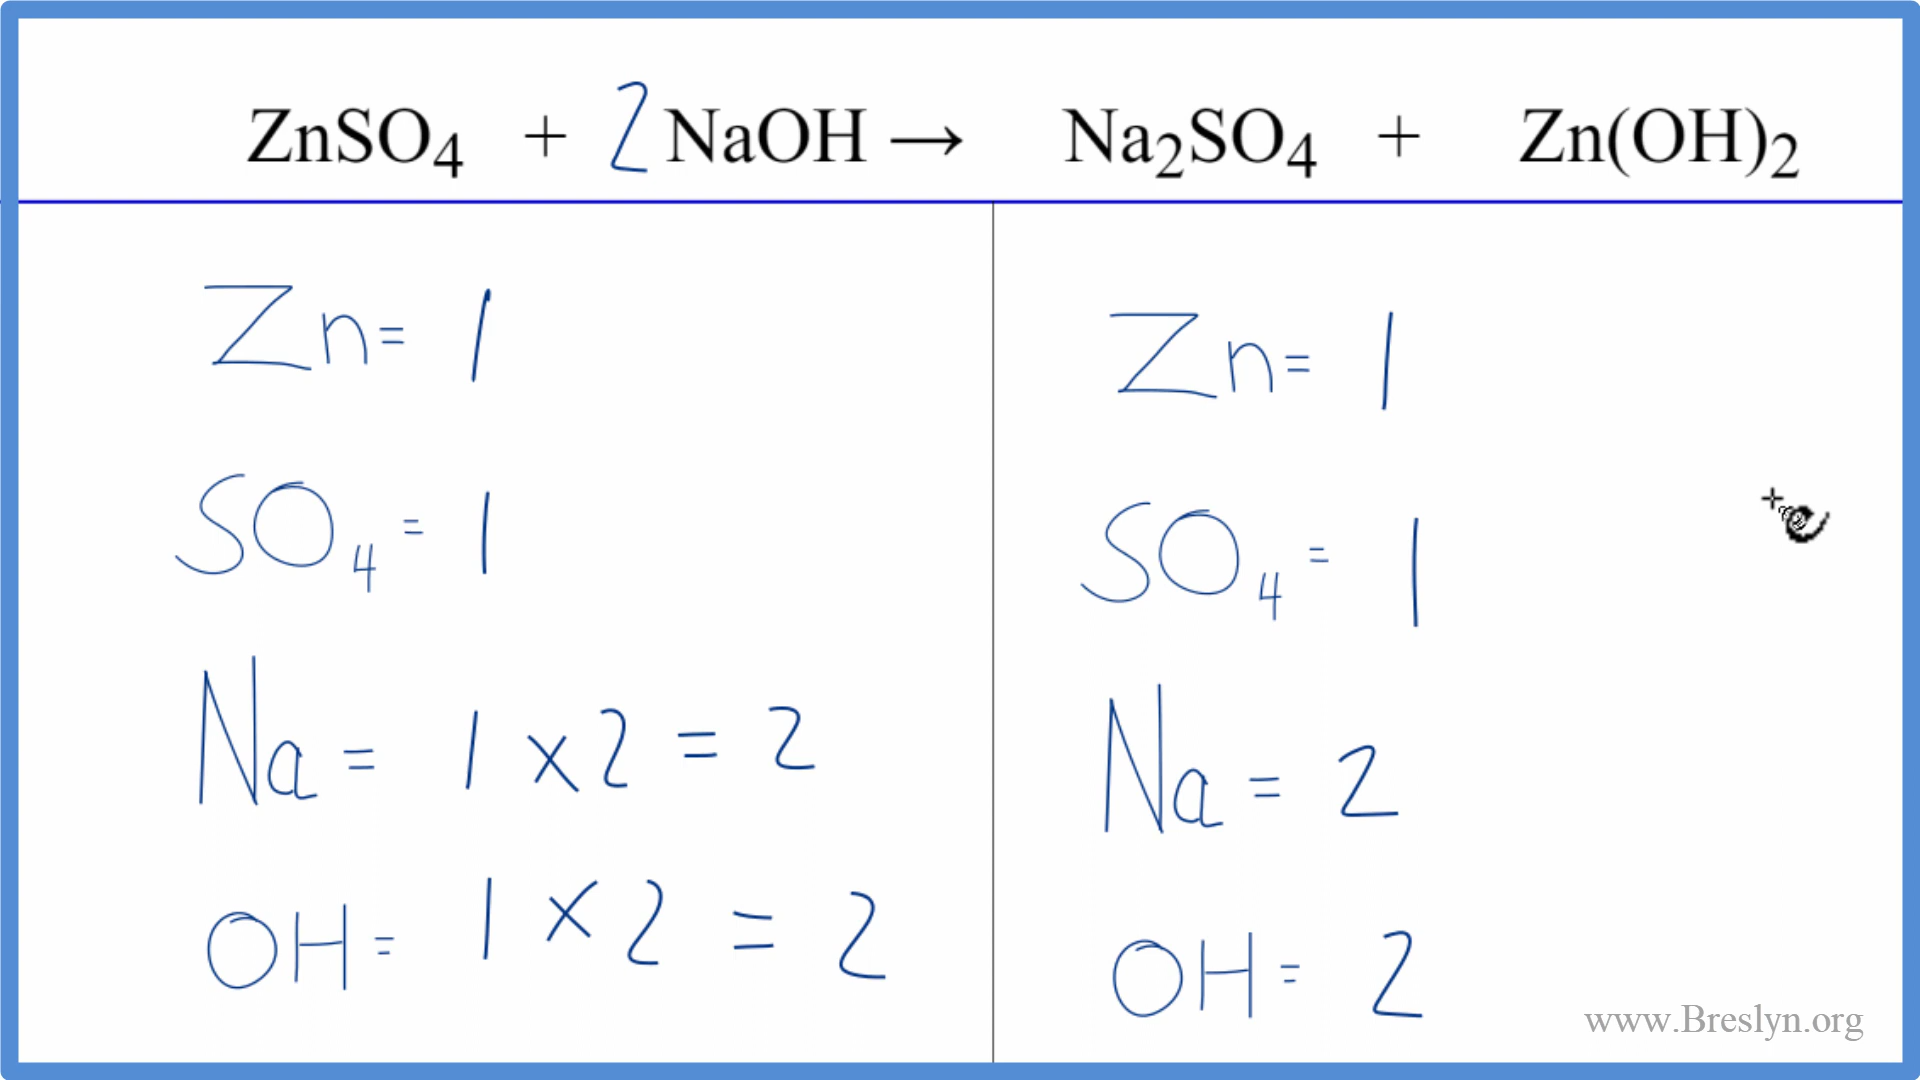 ZnSO₄ + 2 NaOH → Na₂SO₄ + Zn(OH)₂
Zn = 1
SO₄ = 1
Na = 1 x 2 = 2
OH = 1 x 2 = 2
Zn = 1
SO₄ = 1
Na = 2
OH = 2
www.Breslyn.org